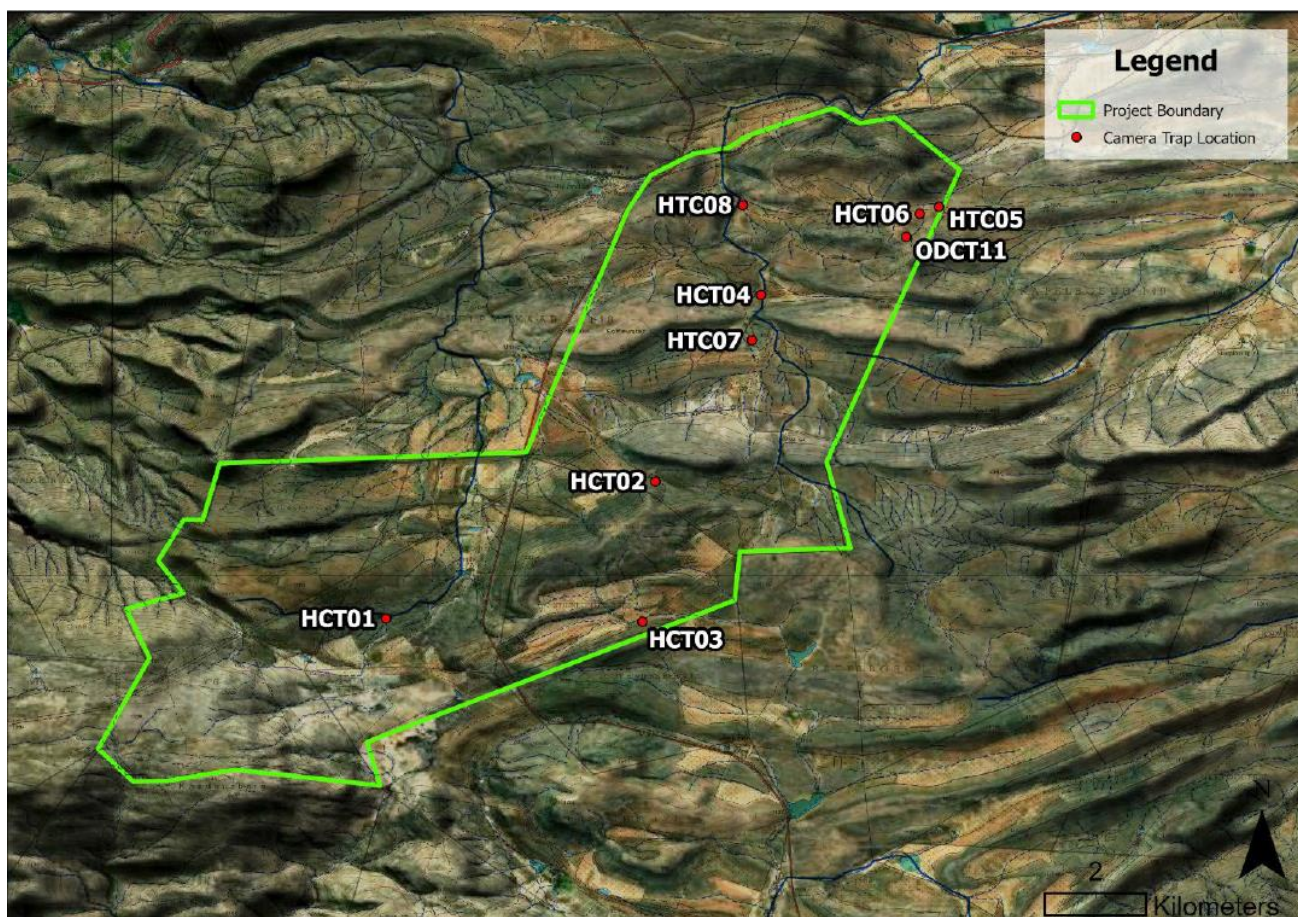 Legend
Project Boundary
Camera Trap Location
HTC08
HCT06
HTC05
ODCT11
HCT04
HTC07
HCT02
HCT01
HCT03
N
2
Kilometers